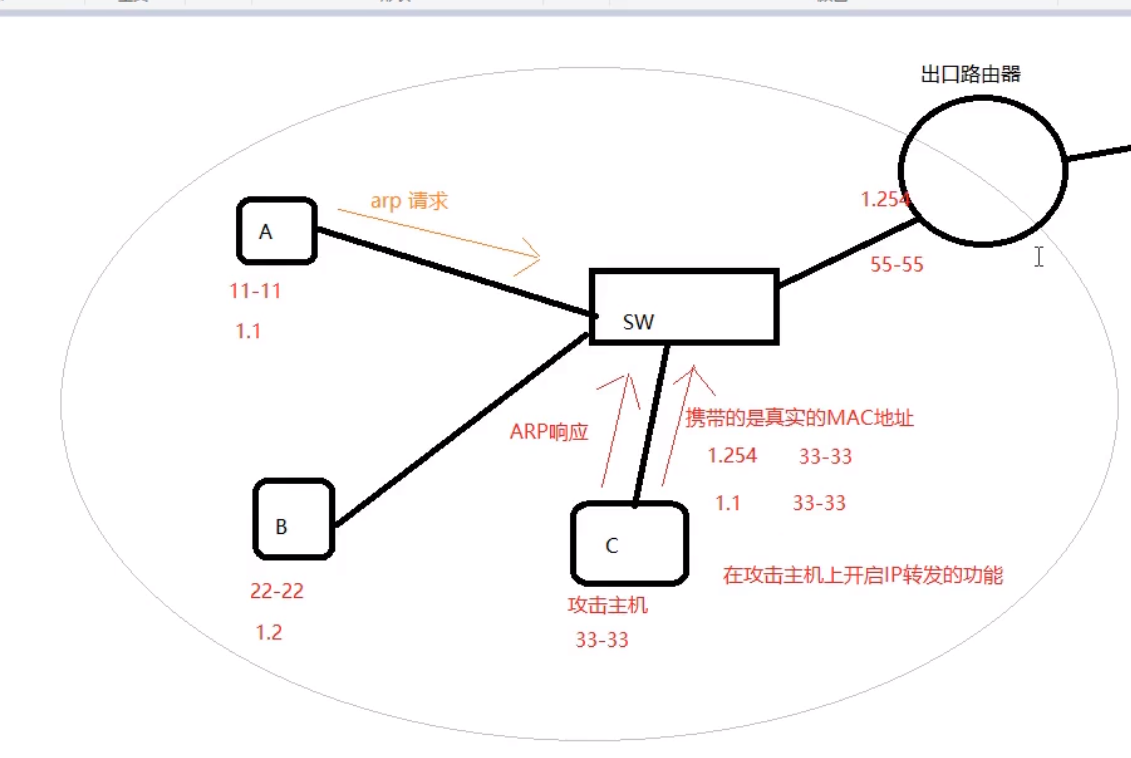 出口路由器
arp 请求
1.254
A
55-55
11-11
SW
1.1
携带的是真实的MAC地址
ARP响应
1.254 33-33
1.1 33-33
B
C
在攻击主机上开启IP转发的功能
22-22
攻击主机
1.2
33-33